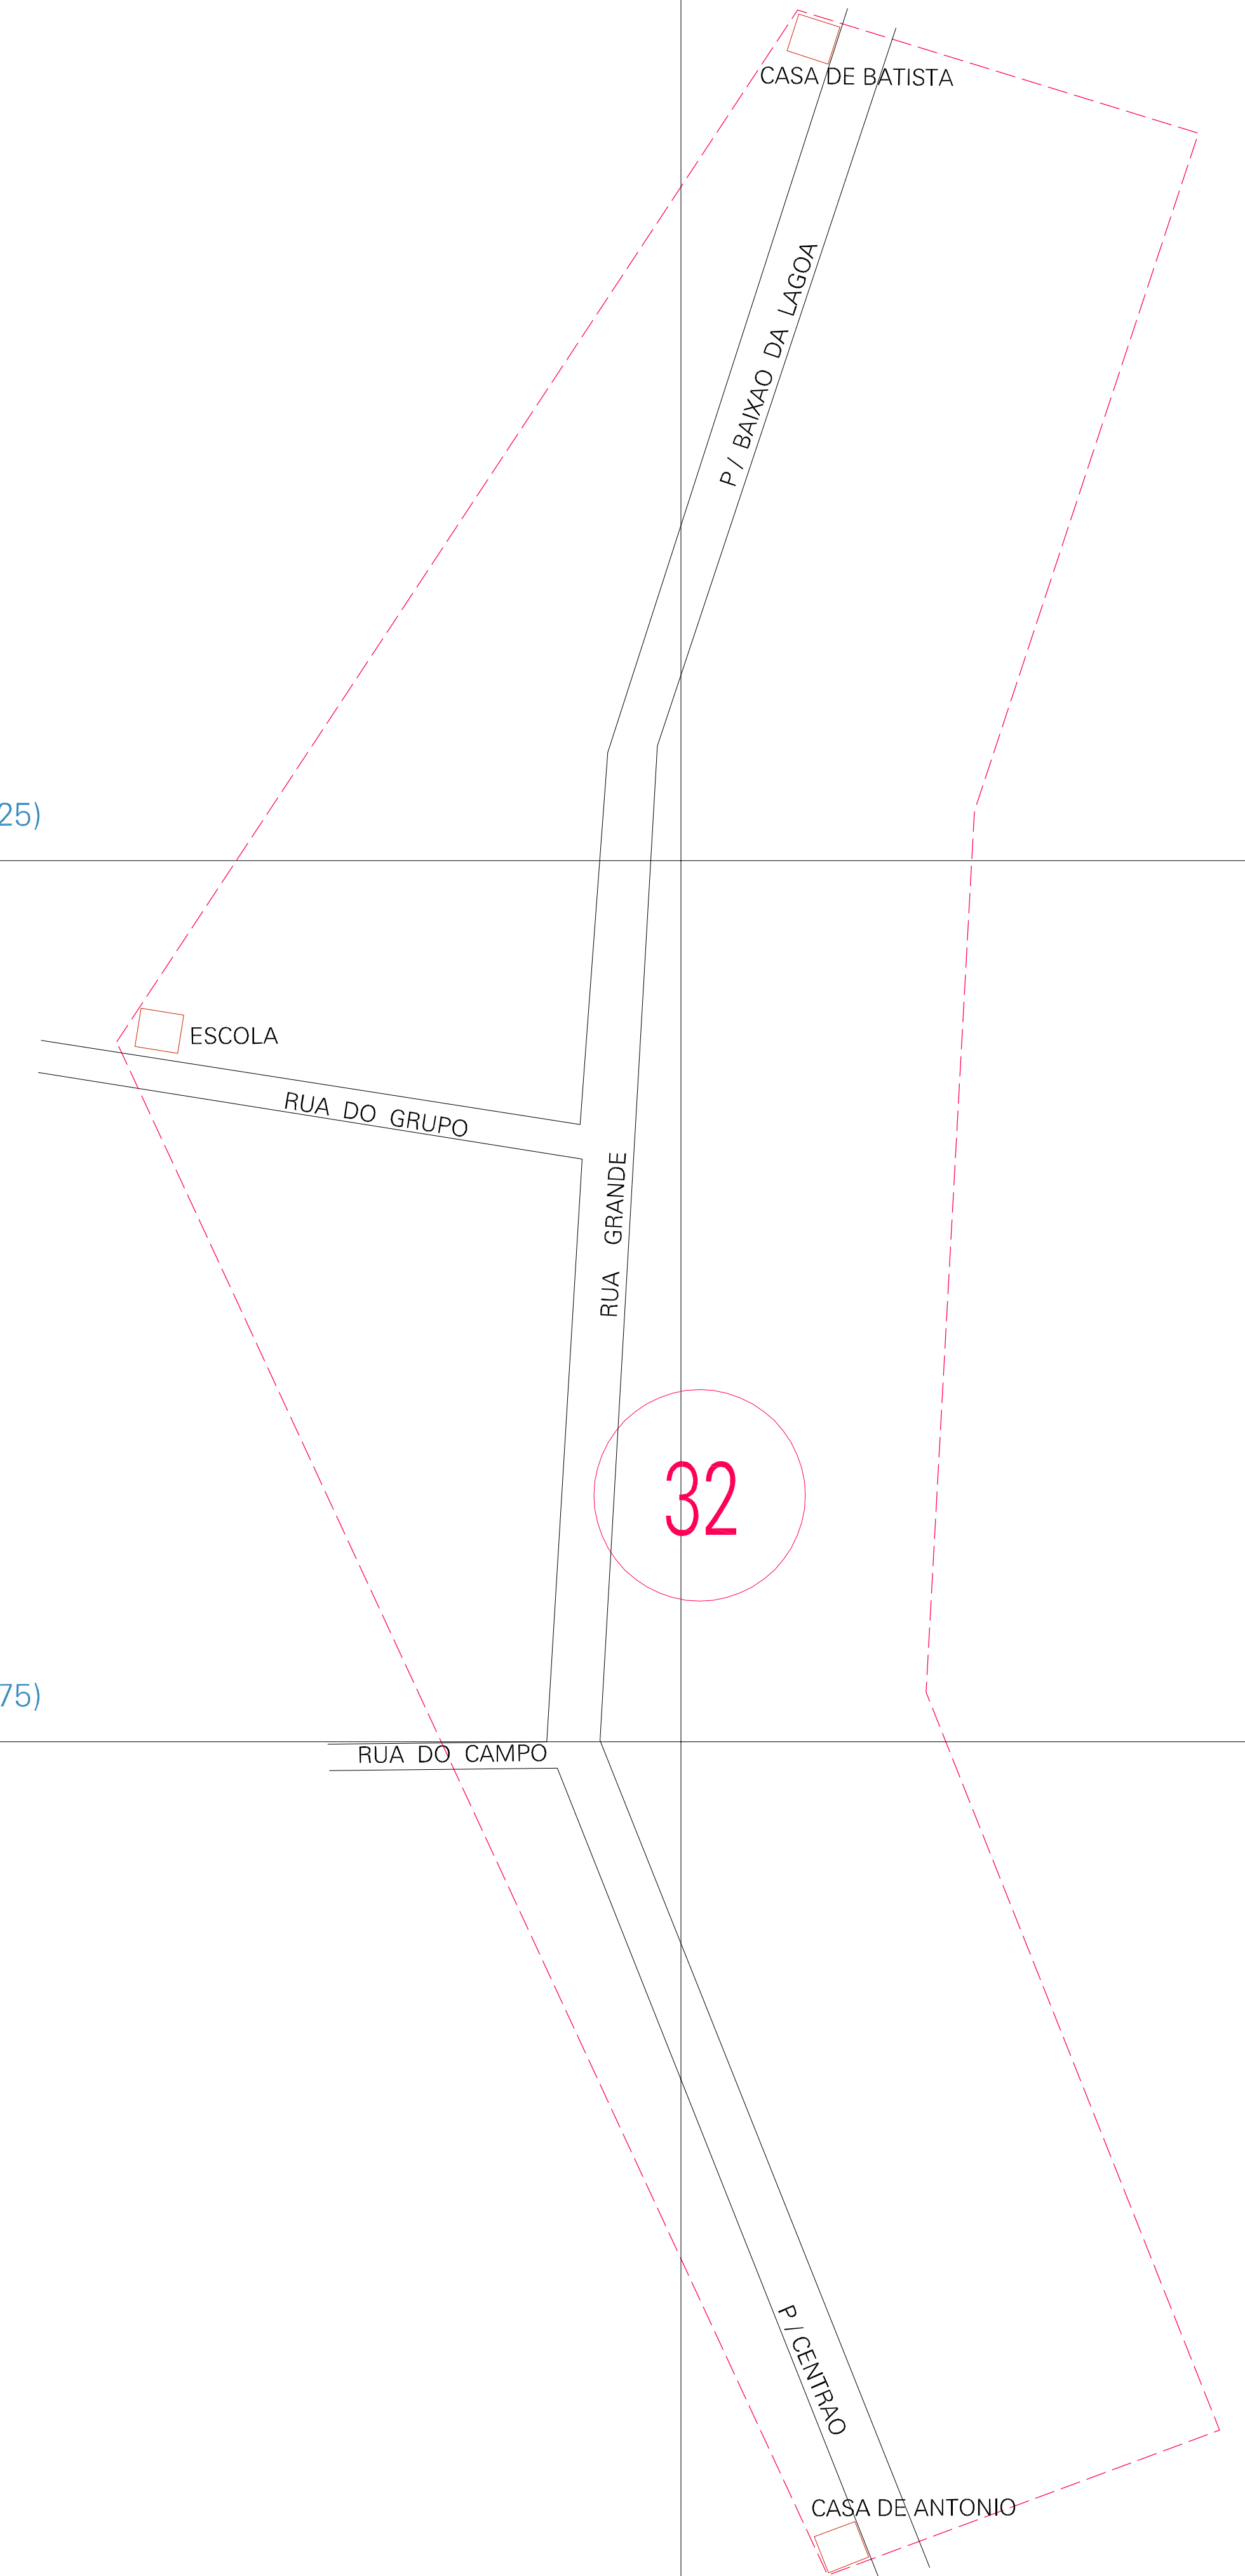 CASA DE BATISTA
P / BAIXAO DA LAGOA
25)
ESCOLA
RUA DO GRUPO
RUA GRANDE
32
75)
RUA DO CAMPO
P / CENTRAO
CASA DE ANTONIO